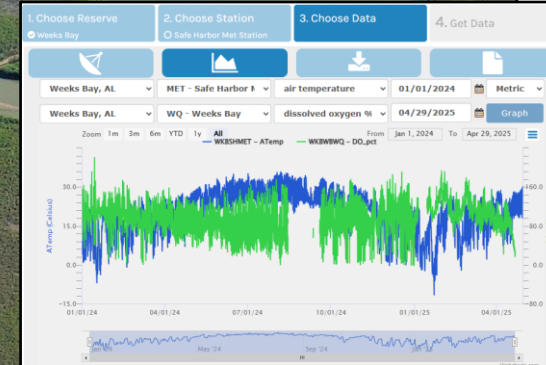 1. Choose Reserve
Weeks Bay
2. Choose Station
Safe Harbor Met Station
3. Choose Data
4. Get Data
Weeks Bay, AL
MET - Safe Harbor M
air temperature
01/01/2024
Metric
Weeks Bay, AL
WQ - Weeks Bay
dissolved oxygen %
04/29/2025
Graph
Zoom 1m 3m 6m YTD 1y All
From Jan 1, 2024 To Apr 29, 2025
WKBSHMET - ATemp
WKBWBWQ - DO_pct
ATemp (Celsius)
30.0
15.0
0.0
-15.0
160.0
80.0
0.0
-80.0
01/01/24 04/01/24 07/01/24 10/01/24 01/01/25 04/01/25
May '24 Sep '24